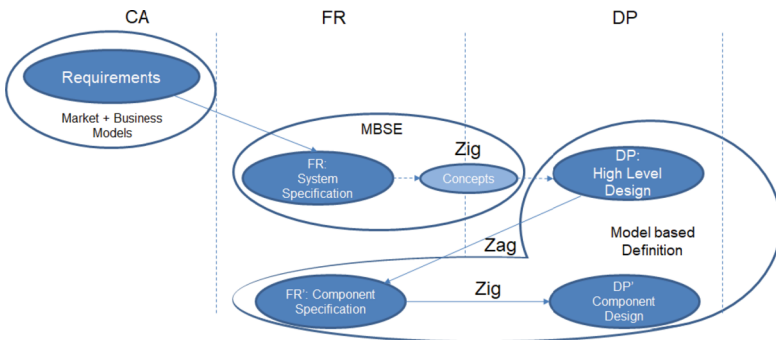 CA
FR
DP
Requirements
Market + Business
Models
MBSE
Zig
FR:
System
Specification
Concepts
DP:
High Level
Design
Zag
Model based
Definition
FR': Component
Specification
Zig
DP'
Component
Design